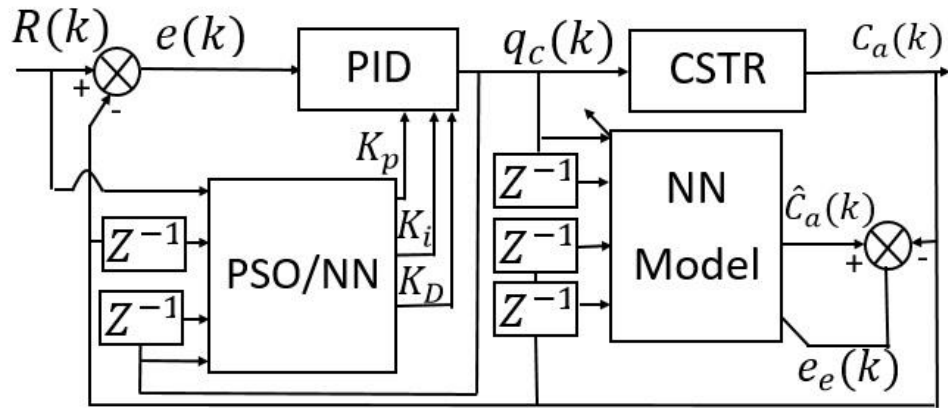 R(k) e(k) PID q_c(k) CSTR C_a(k)
+
-
K_p
Z⁻¹ NN
Model
Z⁻¹ K_i Z⁻¹ Ĉ_a(k)
+ -
PSO/NN
K_D
Z⁻¹ Z⁻¹
e_e(k)